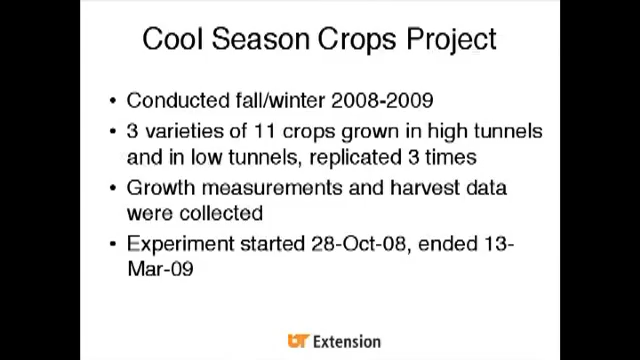 Cool Season Crops Project
• Conducted fall/winter 2008-2009
• 3 varieties of 11 crops grown in high tunnels
and in low tunnels, replicated 3 times
• Growth measurements and harvest data
were collected
• Experiment started 28-Oct-08, ended 13-
Mar-09
UT Extension